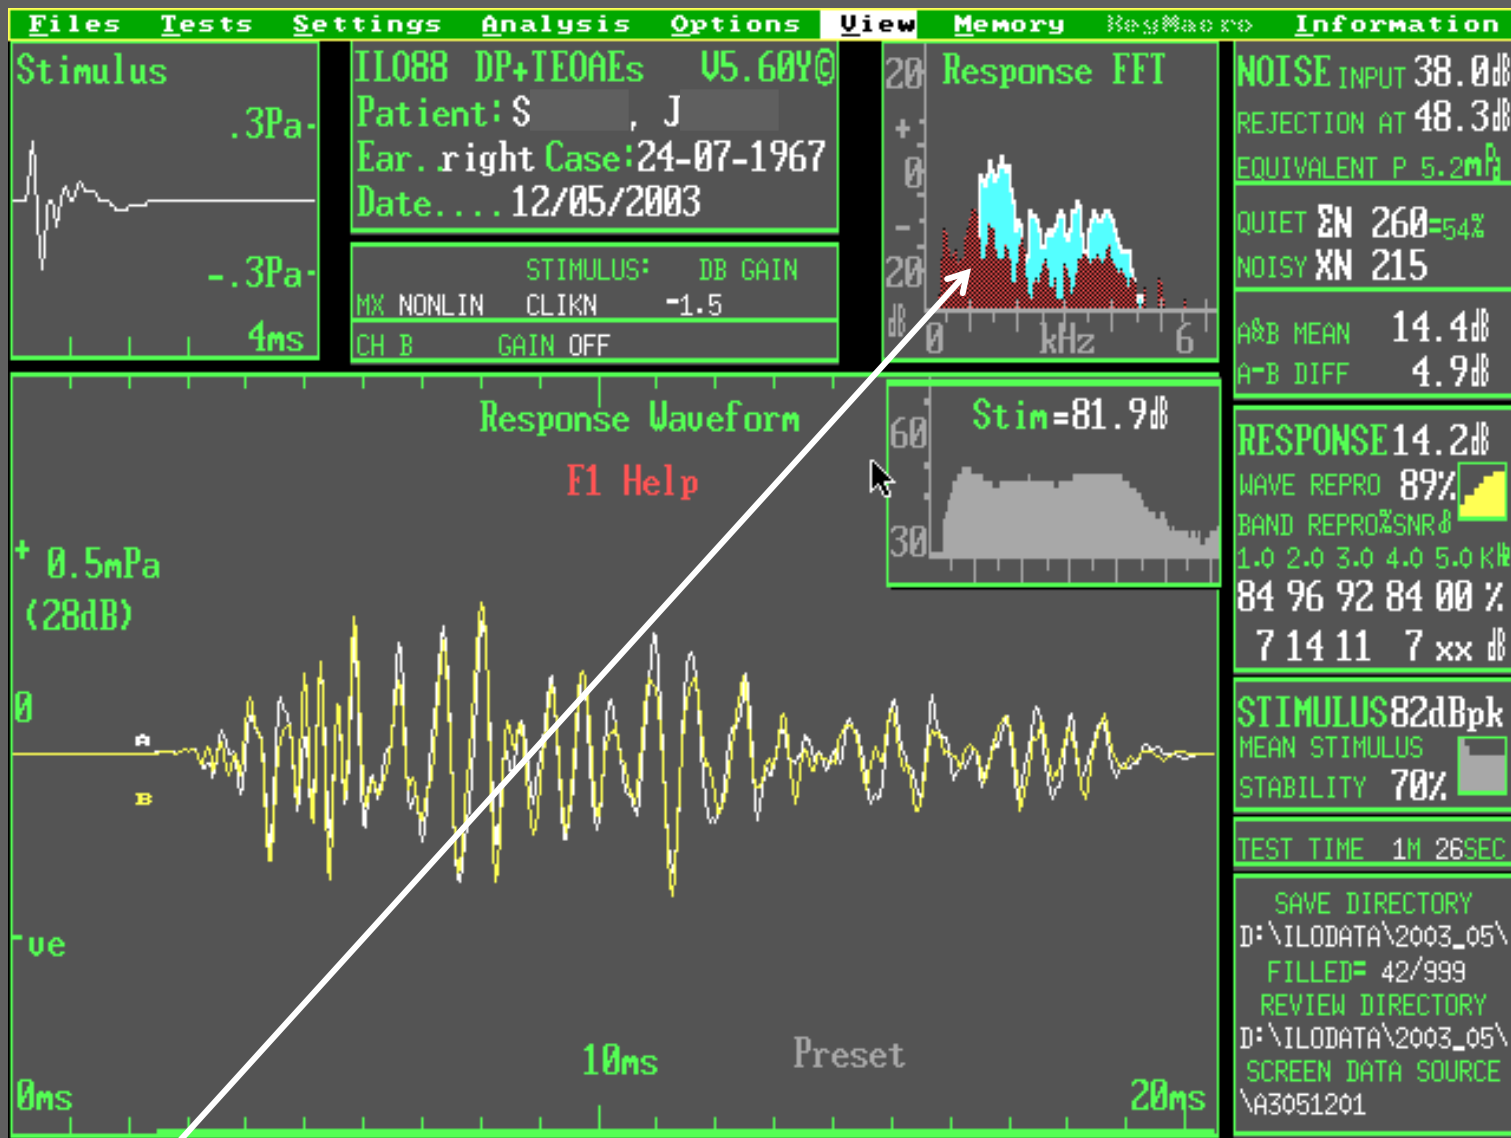 Files Tests Settings Analysis Options View Memory KeyMacro Information
Stimulus
.3Pa
-.3Pa
4ms
ILO88 DP+TEOAEs V5.60Y©
Patient: S , J
Ear..right Case:24-07-1967
Date....12/05/2003
STIMULUS: DB GAIN
MX NONLIN CLIKN -1.5
CH B GAIN OFF
Response FFT
20
+
0
-
20
dB
0 kHz 6
NOISE INPUT 38.0dB
REJECTION AT 48.3dB
EQUIVALENT P 5.2mPa
QUIET ΣN 260=54%
NOISY XN 215
A&B MEAN 14.4dB
A-B DIFF 4.9dB
Response Waveform
F1 Help
+ 0.5mPa
(28dB)
0
A
B
-ve
0ms
10ms
Preset
20ms
Stim=81.9dB
60
30
RESPONSE 14.2dB
WAVE REPRO 89%
BAND REPRO%SNR dB
1.0 2.0 3.0 4.0 5.0 KHz
84 96 92 84 00 %
7 14 11 7 xx dB
STIMULUS 82dBpk
MEAN STIMULUS
STABILITY 70%
TEST TIME 1M 26SEC
SAVE DIRECTORY
D:\ILODATA\2003_05\
FILLED= 42/999
REVIEW DIRECTORY
D:\ILODATA\2003_05\
SCREEN DATA SOURCE
\A3051201